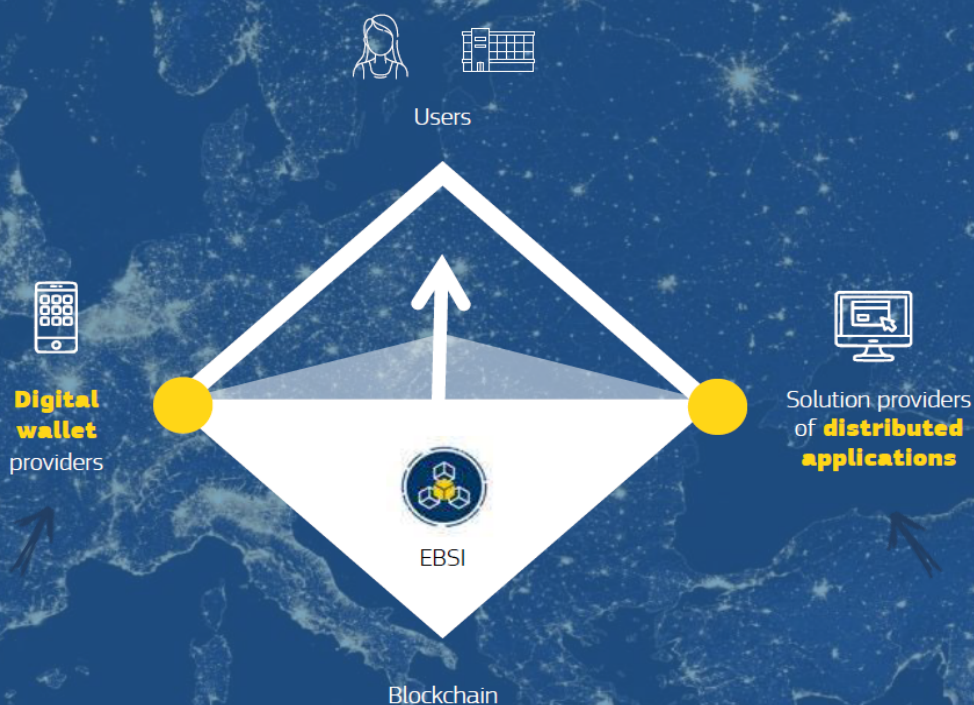 Users
Digital
wallet
providers
Solution providers
of distributed
applications
EBSI
Blockchain